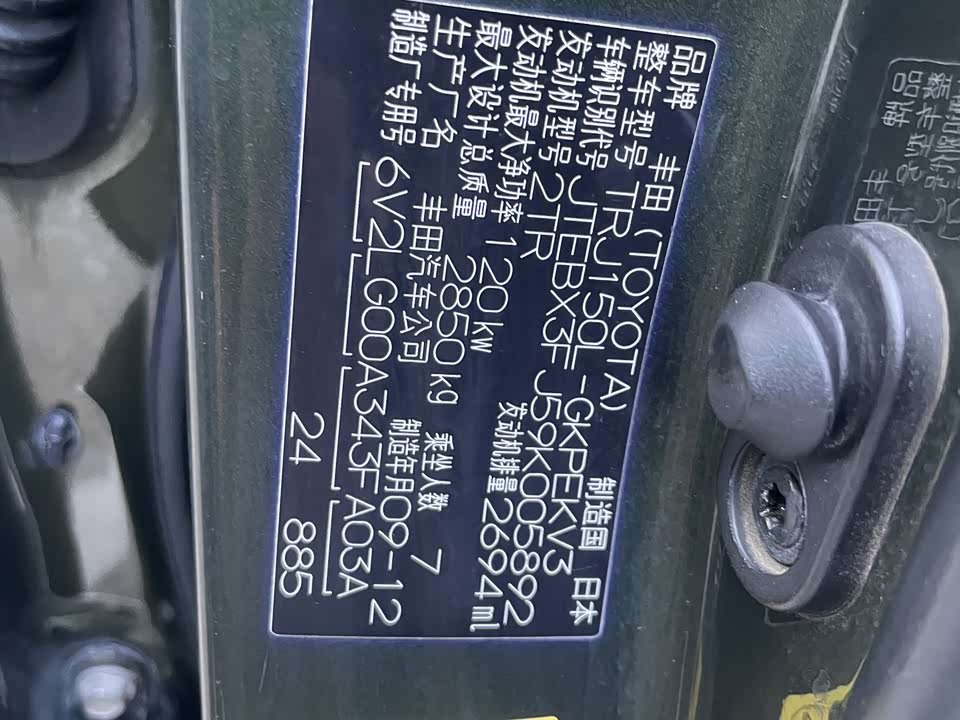 品牌 丰田(TOYOTA) 制造国 日本
整车型号 TRJ150L-GKPEKV3
车辆识别代号 JTEBX3FJ59K005892
发动机型号 2TR 发动机排量 2694ml
发动机最大净功率 120kW
最大设计总质量 2850kg 乘坐人数 7
生产厂名 丰田汽车公司 制造年月 09-12
制造厂专用号 6V2LG00A343FA03A
24 885